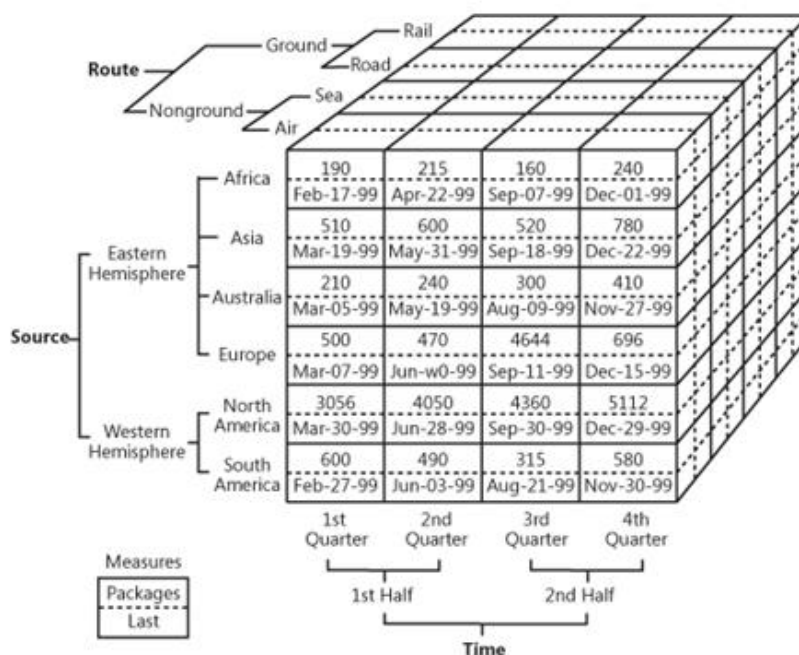 Rail
Ground
Route
Road
Sea
Nonground
Air
190 215 160 240
Africa
Feb-17-99 Apr-22-99 Sep-07-99 Dec-01-99
510 600 520 780
Asia
Mar-19-99 May-31-99 Sep-18-99 Dec-22-99
Eastern
Hemisphere
210 240 300 410
Australia
Mar-05-99 May-19-99 Aug-09-99 Nov-27-99
Source
500 470 4644 696
Europe
Mar-07-99 Jun-w0-99 Sep-11-99 Dec-15-99
North
America
3056 4050 4360 5112
Mar-30-99 Jun-28-99 Sep-30-99 Dec-29-99
Western
Hemisphere
South
America
600 490 315 580
Feb-27-99 Jun-03-99 Aug-21-99 Nov-30-99
1st 2nd 3rd 4th
Quarter Quarter Quarter Quarter
Measures
Packages
Last
1st Half 2nd Half
Time